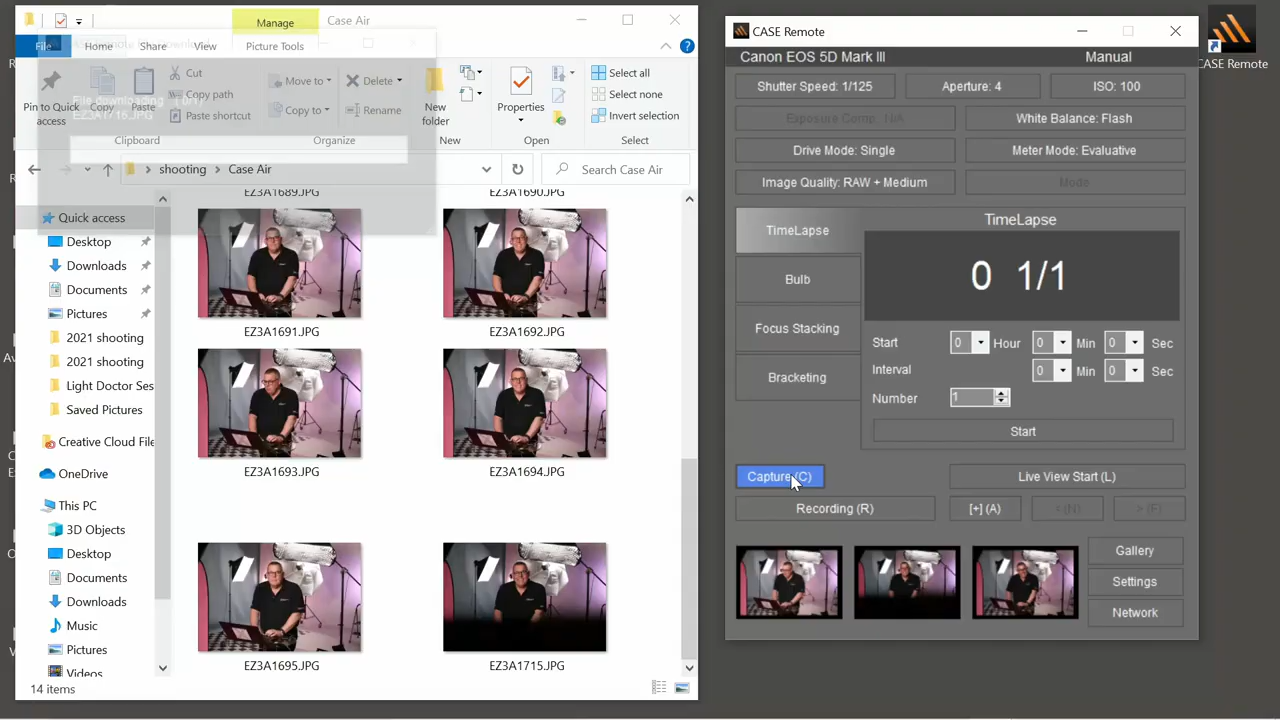 Manage
Case Air
File
Home
Share
View
Picture Tools
Pin to Quick access
Copy
Paste
Cut
Copy path
Paste shortcut
Move to
Copy to
Delete
Rename
New folder
Properties
Open
Select all
Select none
Invert selection
Clipboard
Organize
New
Open
Select
File downloading
EZ3A1716.JPG
shooting
Case Air
Search Case Air
EZ3A1689.JPG
EZ3A1690.JPG
Quick access
Desktop
Downloads
Documents
Pictures
2021 shooting
2021 shooting
Light Doctor Ses
Saved Pictures
Creative Cloud File
OneDrive
This PC
3D Objects
Desktop
Documents
Downloads
Music
Pictures
Videos
EZ3A1691.JPG
EZ3A1692.JPG
EZ3A1693.JPG
EZ3A1694.JPG
EZ3A1695.JPG
EZ3A1715.JPG
14 items
CASE Remote
Canon EOS 5D Mark III
Manual
Shutter Speed: 1/125
Aperture: 4
ISO: 100
Exposure Comp: N/A
White Balance: Flash
Drive Mode: Single
Meter Mode: Evaluative
Image Quality: RAW + Medium
Mode
TimeLapse
Bulb
Focus Stacking
Bracketing
TimeLapse
0 1/1
Start
0
Hour
0
Min
0
Sec
Interval
0
Min
0
Sec
Number
1
Start
Capture (C)
Live View Start (L)
Recording (R)
[+] (A)
< (N)
> (F)
Gallery
Settings
Network
CASE Remote